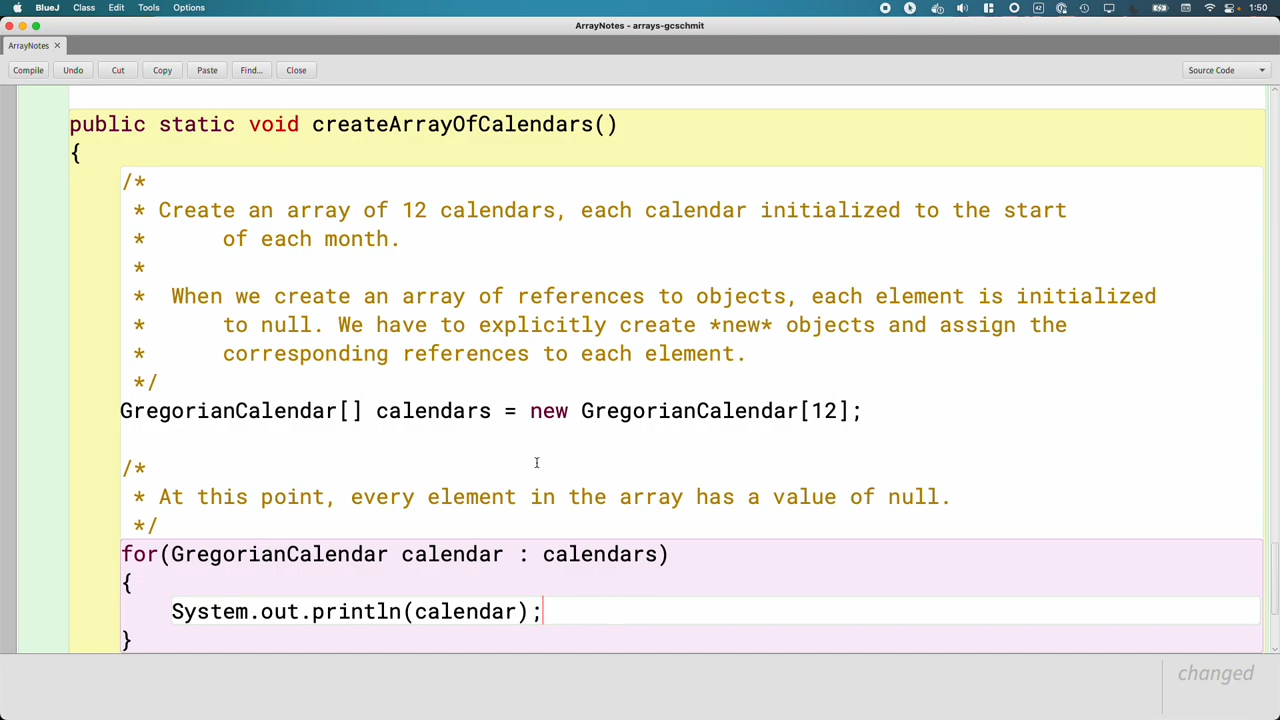 BlueJ Class Edit Tools Options 42 1:50
ArrayNotes - arrays-gcschmit
ArrayNotes ×
Compile Undo Cut Copy Paste Find... Close Source Code
public static void createArrayOfCalendars()
{
/*
* Create an array of 12 calendars, each calendar initialized to the start
* of each month.
*
* When we create an array of references to objects, each element is initialized
* to null. We have to explicitly create *new* objects and assign the
* corresponding references to each element.
*/
GregorianCalendar[] calendars = new GregorianCalendar[12];
/*
* At this point, every element in the array has a value of null.
*/
for(GregorianCalendar calendar : calendars)
{
System.out.println(calendar);
}
changed